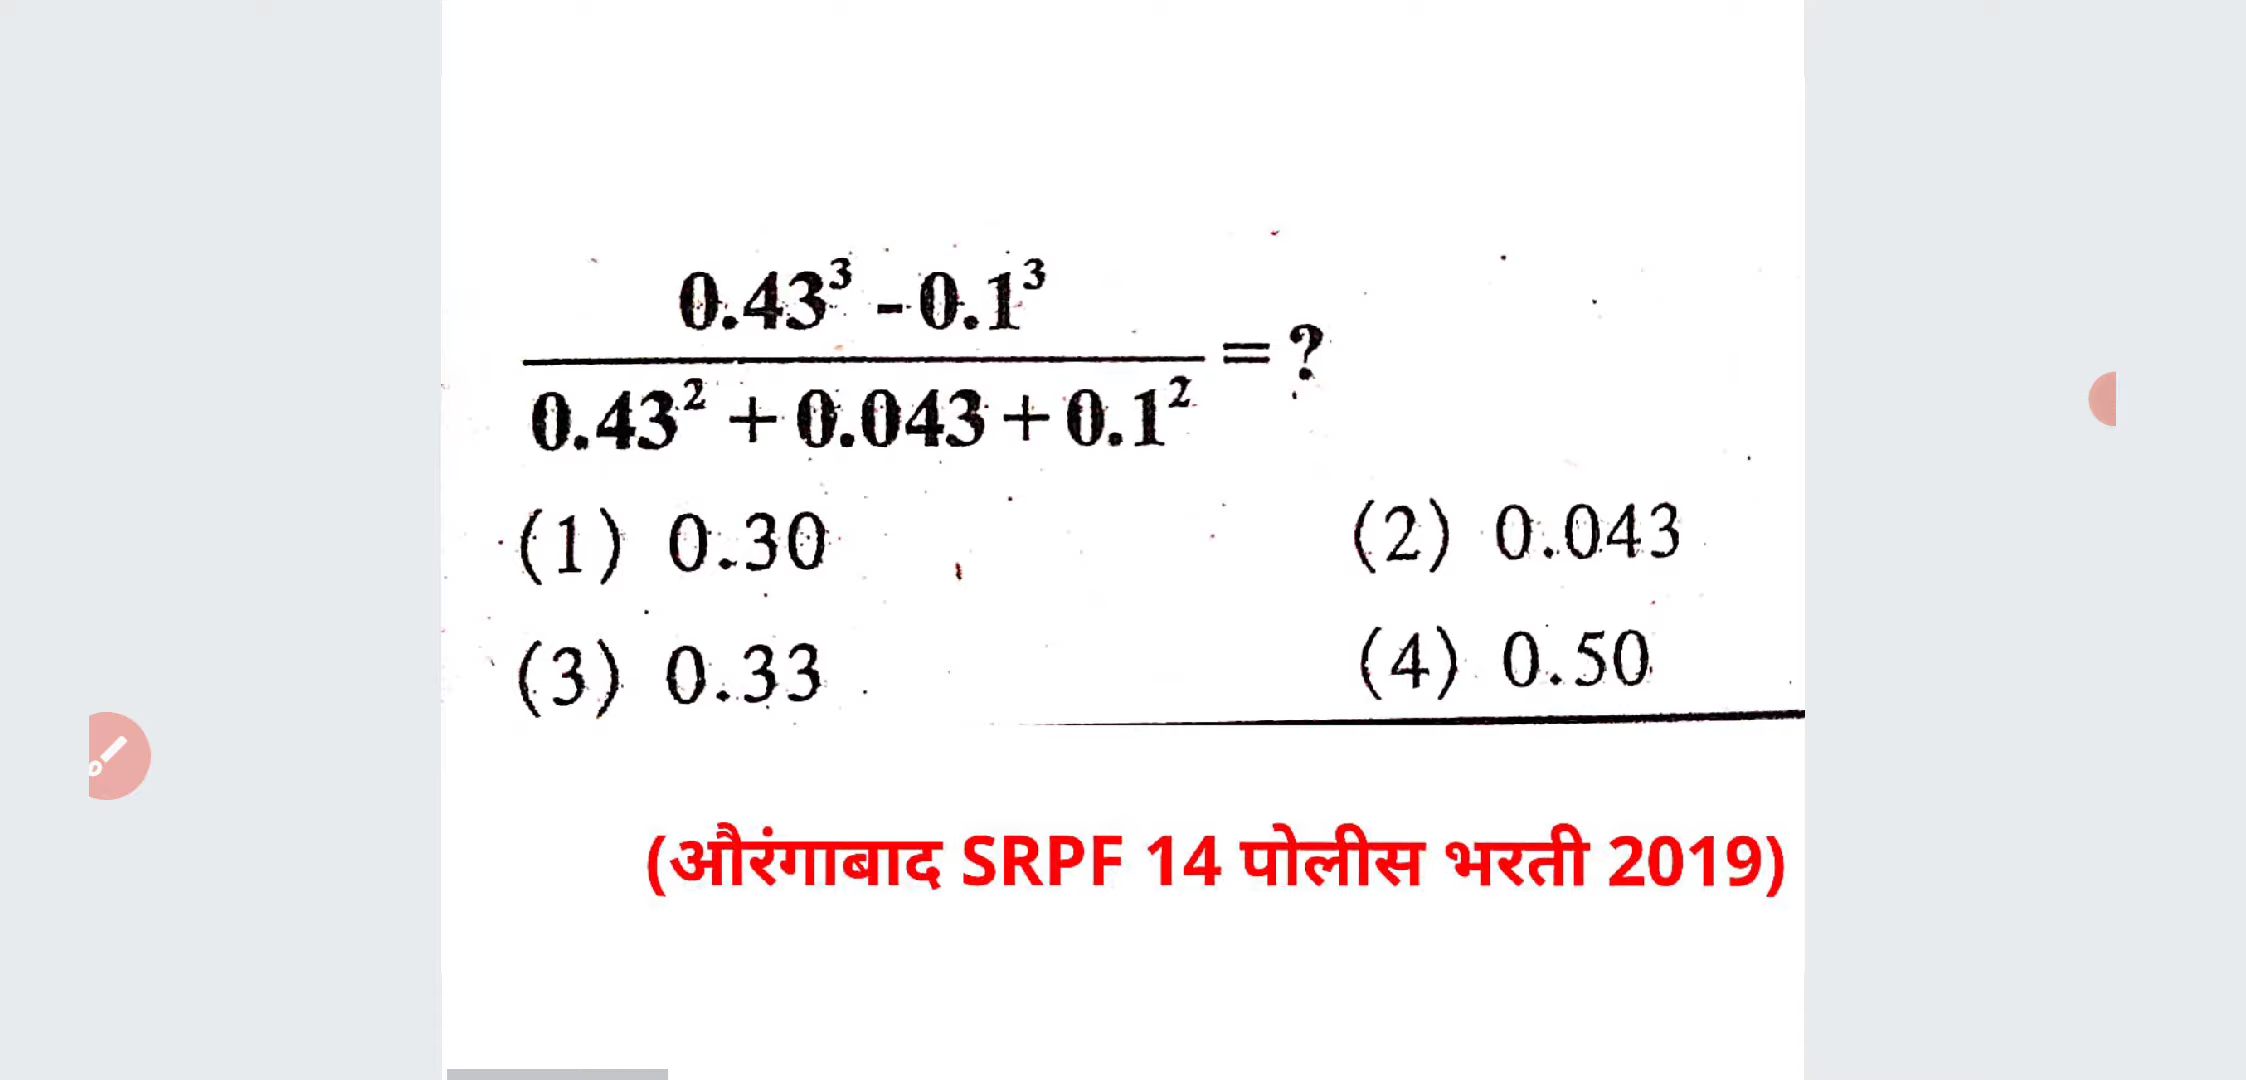 0.43³ - 0.1³
0.43² + 0.043 + 0.1²
= ?
(1) 0.30 (2) 0.043
(3) 0.33 (4) 0.50
(औरंगाबाद SRPF 14 पोलीस भरती 2019)